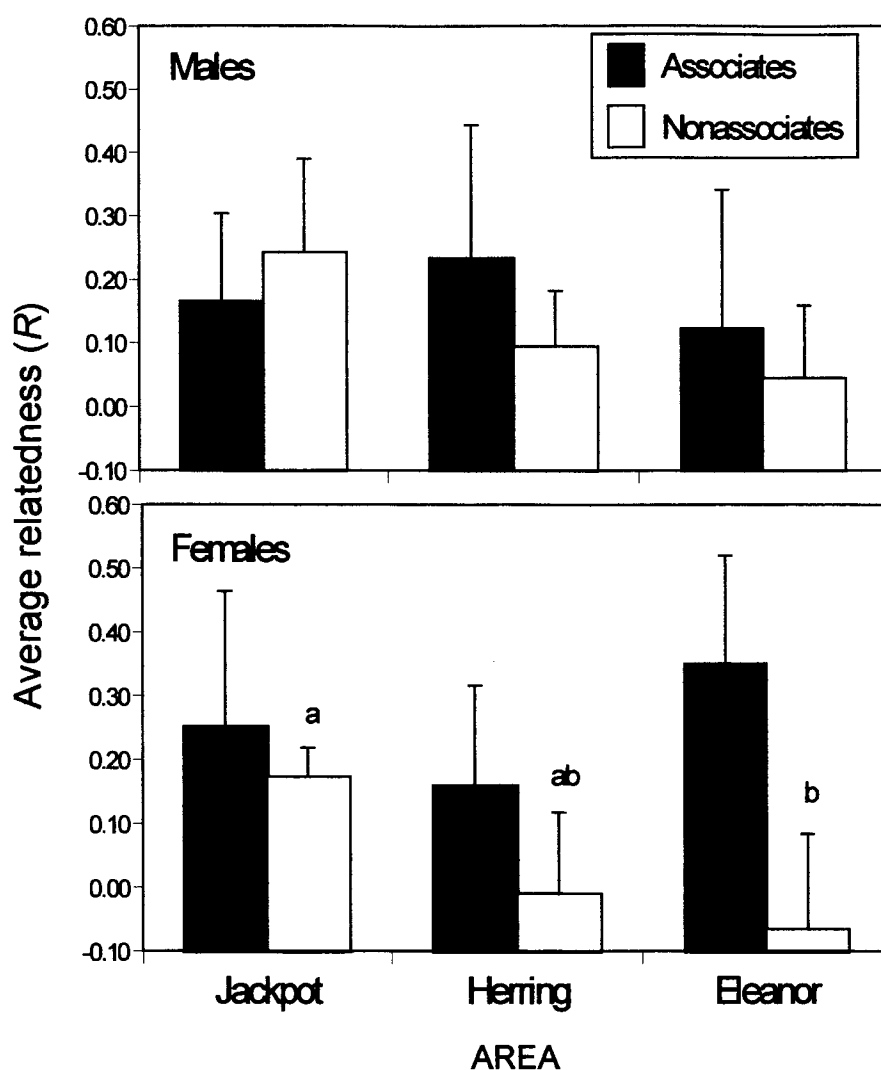 Average relatedness (R)
0.60
0.50
0.40
0.30
0.20
0.10
0.00
-0.10
Males
Associates
Nonassociates
0.60
0.50
0.40
0.30
0.20
0.10
0.00
-0.10
Females
a
ab
b
Jackpot Herring Eleanor
AREA